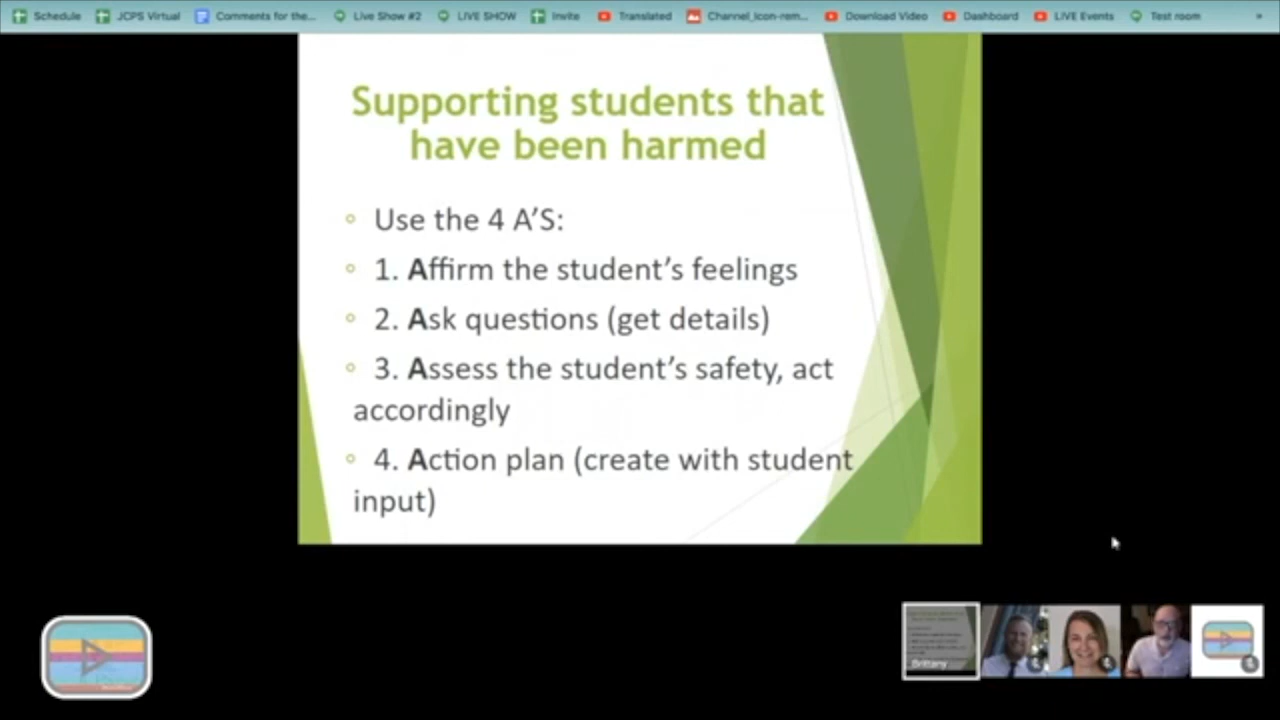 Schedule JCPS Virtual Comments for the... Live Show #2 LIVE SHOW Invite Translated Channel_Icon-rem... Download Video Dashboard LIVE Events Test room »
Supporting students that
have been harmed
Use the 4 A’S:
1. Affirm the student’s feelings
2. Ask questions (get details)
3. Assess the student’s safety, act
accordingly
4. Action plan (create with student
input)
Brittany